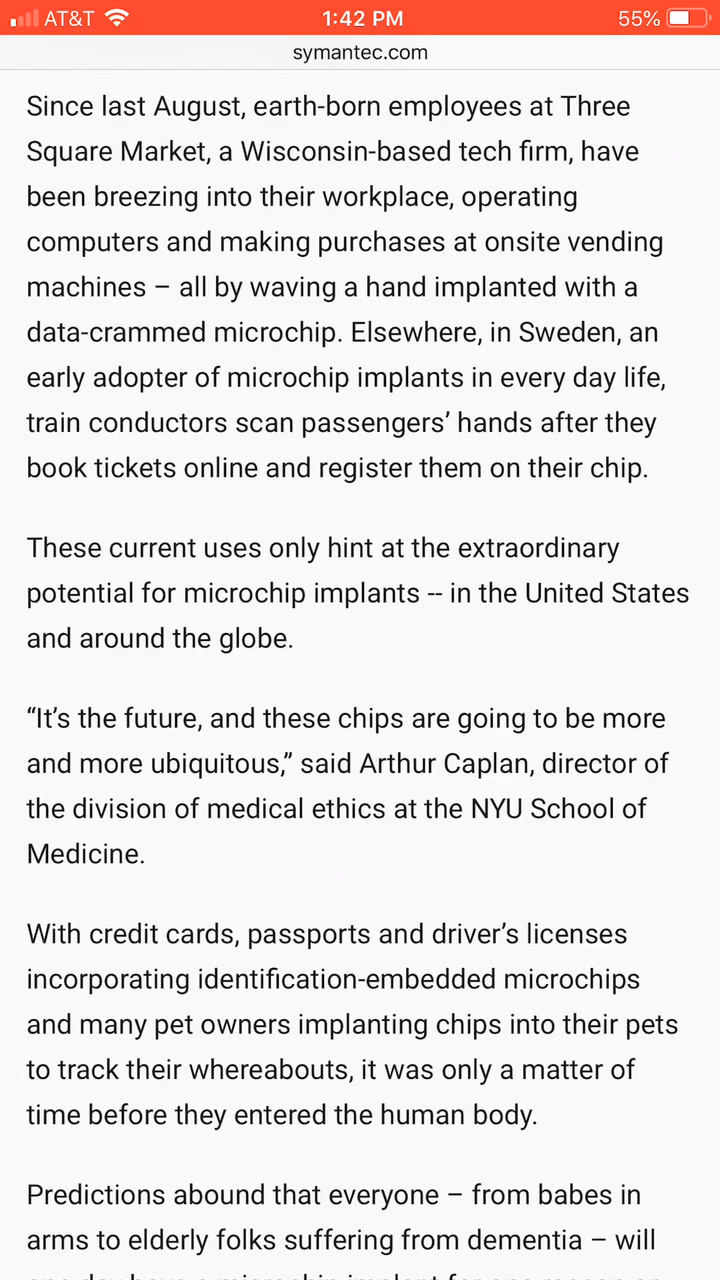 AT&T 1:42 PM 55%
symantec.com
Since last August, earth-born employees at Three
Square Market, a Wisconsin-based tech firm, have
been breezing into their workplace, operating
computers and making purchases at onsite vending
machines – all by waving a hand implanted with a
data-crammed microchip. Elsewhere, in Sweden, an
early adopter of microchip implants in every day life,
train conductors scan passengers’ hands after they
book tickets online and register them on their chip.
These current uses only hint at the extraordinary
potential for microchip implants -- in the United States
and around the globe.
“It’s the future, and these chips are going to be more
and more ubiquitous,” said Arthur Caplan, director of
the division of medical ethics at the NYU School of
Medicine.
With credit cards, passports and driver’s licenses
incorporating identification-embedded microchips
and many pet owners implanting chips into their pets
to track their whereabouts, it was only a matter of
time before they entered the human body.
Predictions abound that everyone – from babes in
arms to elderly folks suffering from dementia – will